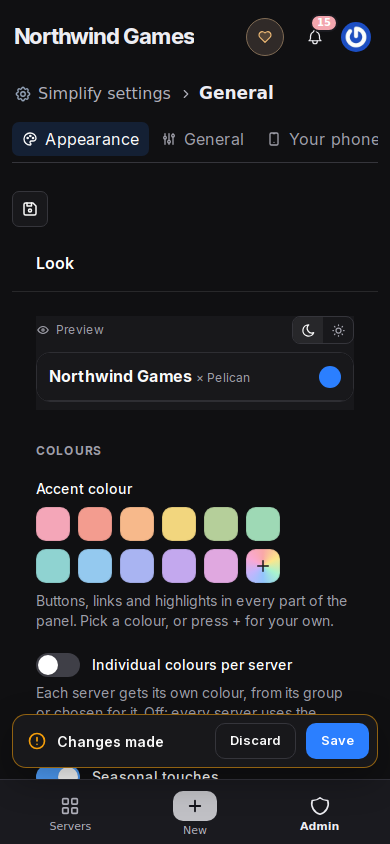 Northwind Games
15
Simplify settings › General
Appearance
General
Your phone
Look
Preview
Northwind Games × Pelican
COLOURS
Accent colour
Buttons, links and highlights in every part of the
panel. Pick a colour, or press + for your own.
Individual colours per server
Each server gets its own colour, from its group
or chosen for it. Off: every server uses the
Changes made
Discard
Save
Seasonal touches
Servers
New
Admin